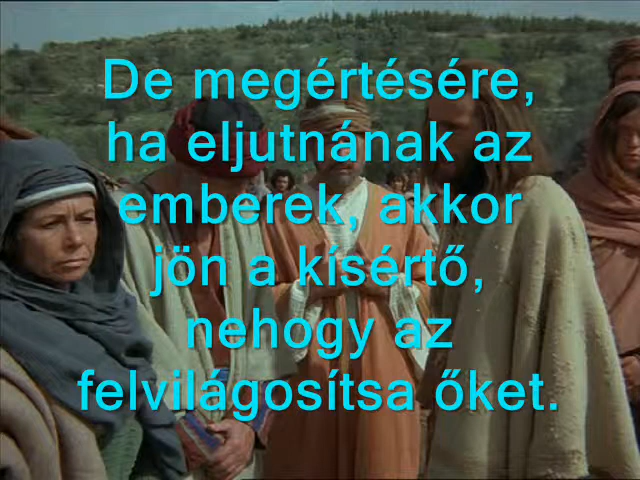 De megértésére,
ha eljutnának az
emberek, akkor
jön a kísértő,
nehogy az
felvilágosítsa őket.